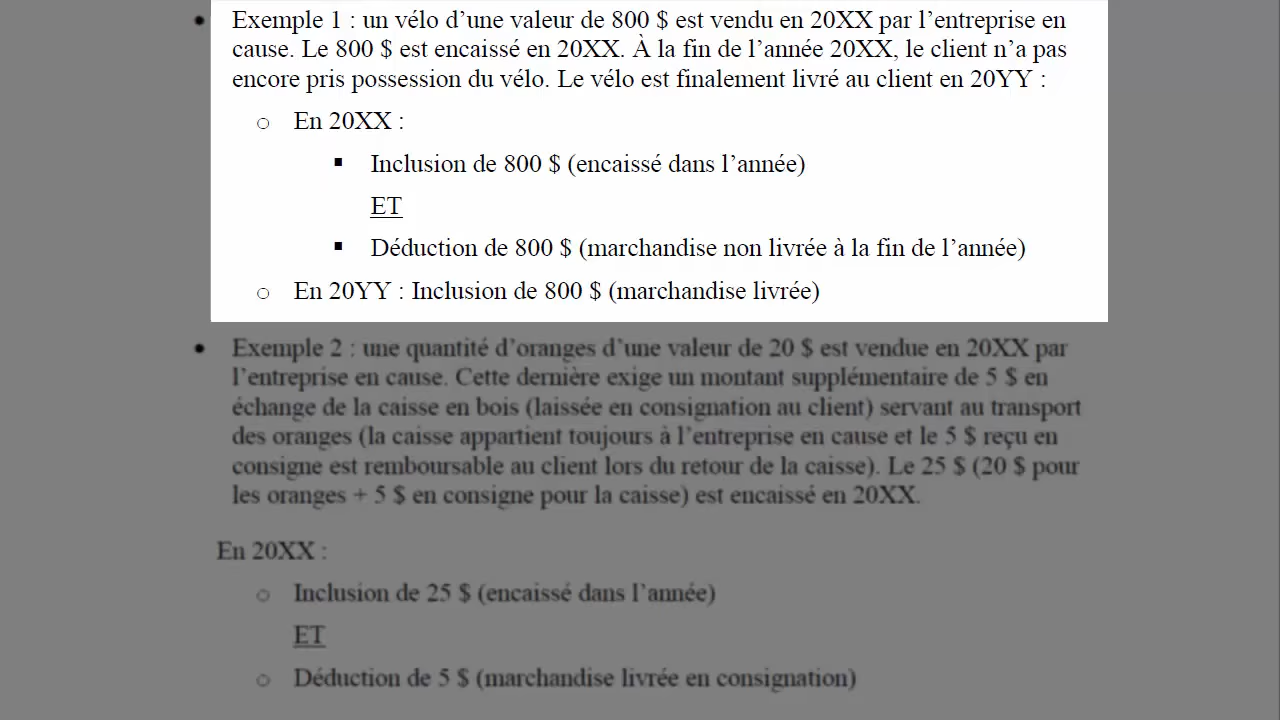 • Exemple 1 : un vélo d’une valeur de 800 $ est vendu en 20XX par l’entreprise en
cause. Le 800 $ est encaissé en 20XX. À la fin de l’année 20XX, le client n’a pas
encore pris possession du vélo. Le vélo est finalement livré au client en 20YY :
o En 20XX :
▪ Inclusion de 800 $ (encaissé dans l’année)
ET
▪ Déduction de 800 $ (marchandise non livrée à la fin de l’année)
o En 20YY : Inclusion de 800 $ (marchandise livrée)
• Exemple 2 : une quantité d’oranges d’une valeur de 20 $ est vendue en 20XX par
l’entreprise en cause. Cette dernière exige un montant supplémentaire de 5 $ en
échange de la caisse en bois (laissée en consignation au client) servant au transport
des oranges (la caisse appartient toujours à l’entreprise en cause et le 5 $ reçu en
consigne est remboursable au client lors du retour de la caisse). Le 25 $ (20 $ pour
les oranges + 5 $ en consigne pour la caisse) est encaissé en 20XX.
En 20XX :
o Inclusion de 25 $ (encaissé dans l’année)
ET
o Déduction de 5 $ (marchandise livrée en consignation)